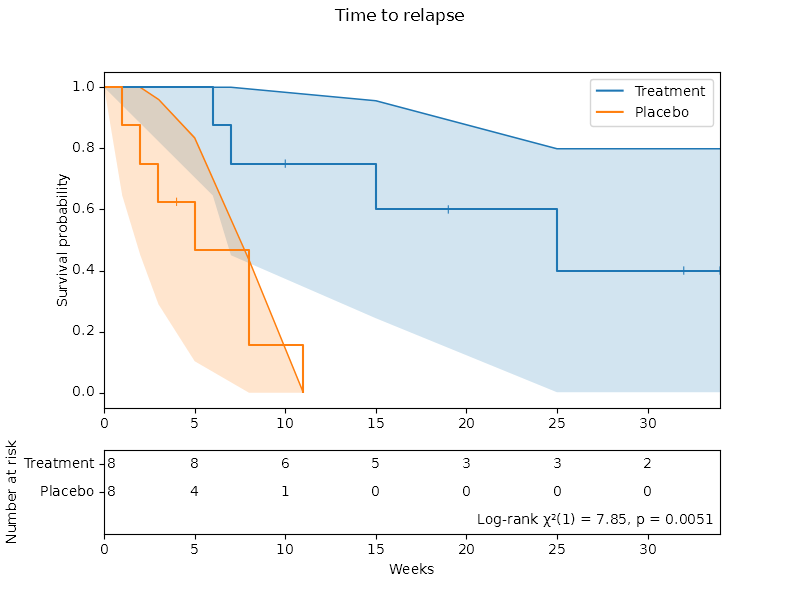 Time to relapse
Survival probability
1.0
0.8
0.6
0.4
0.2
0.0
Treatment
Placebo
0 5 10 15 20 25 30
Number at risk
Treatment 8 8 6 5 3 3 2
Placebo 8 4 1 0 0 0 0
Log-rank χ²(1) = 7.85, p = 0.0051
0 5 10 15 20 25 30
Weeks